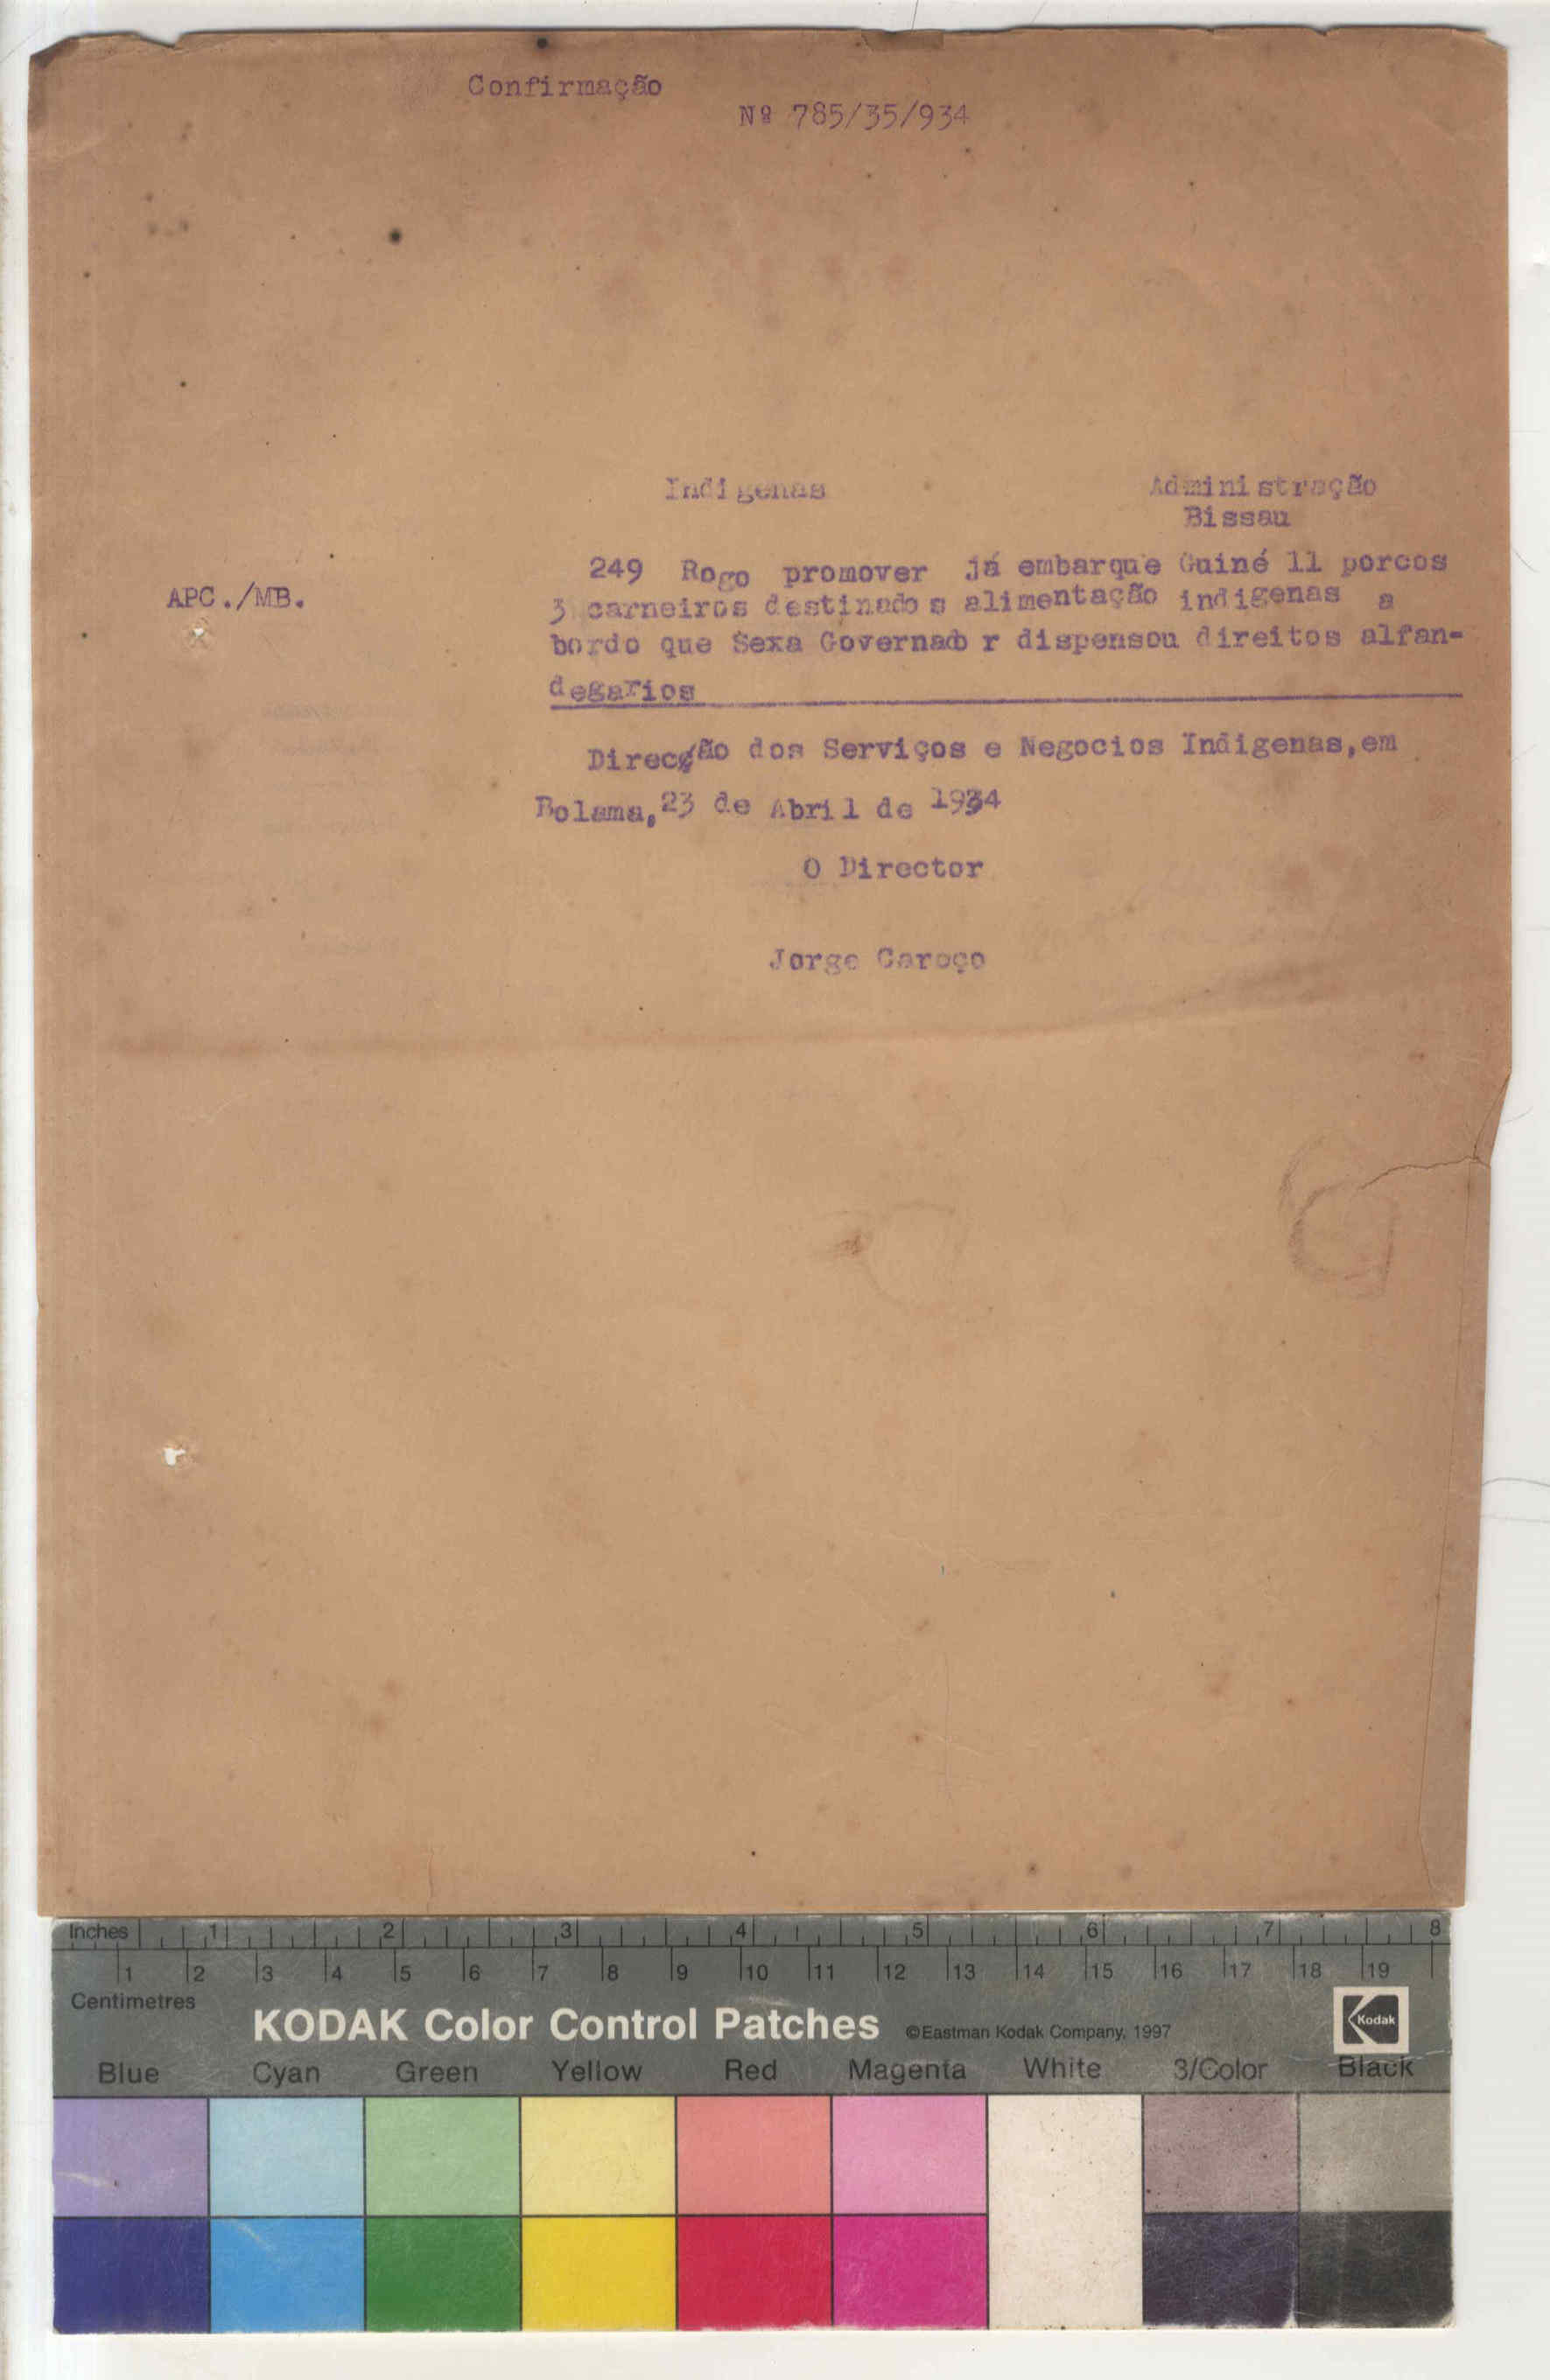 Confirmação
Nº 785/35/934
Indigenas Administração
Bissau
249 Rogo promover já embarque Guiné 11 porcos
APC./MB.
3 carneiros destinados alimentação indigenas a
bordo que Sexa Governador dispensou direitos alfan-
degarios
Direcção dos Serviços e Negocios Indigenas,em
Bolama,23 de Abril de 1934
O Director
Jorge Caroço
Inches 1 2 3 4 5 6 7 8
1 2 3 4 5 6 7 8 9 10 11 12 13 14 15 16 17 18 19
Centimetres
KODAK Color Control Patches ©Eastman Kodak Company, 1997 Kodak
Blue Cyan Green Yellow Red Magenta White 3/Color Black